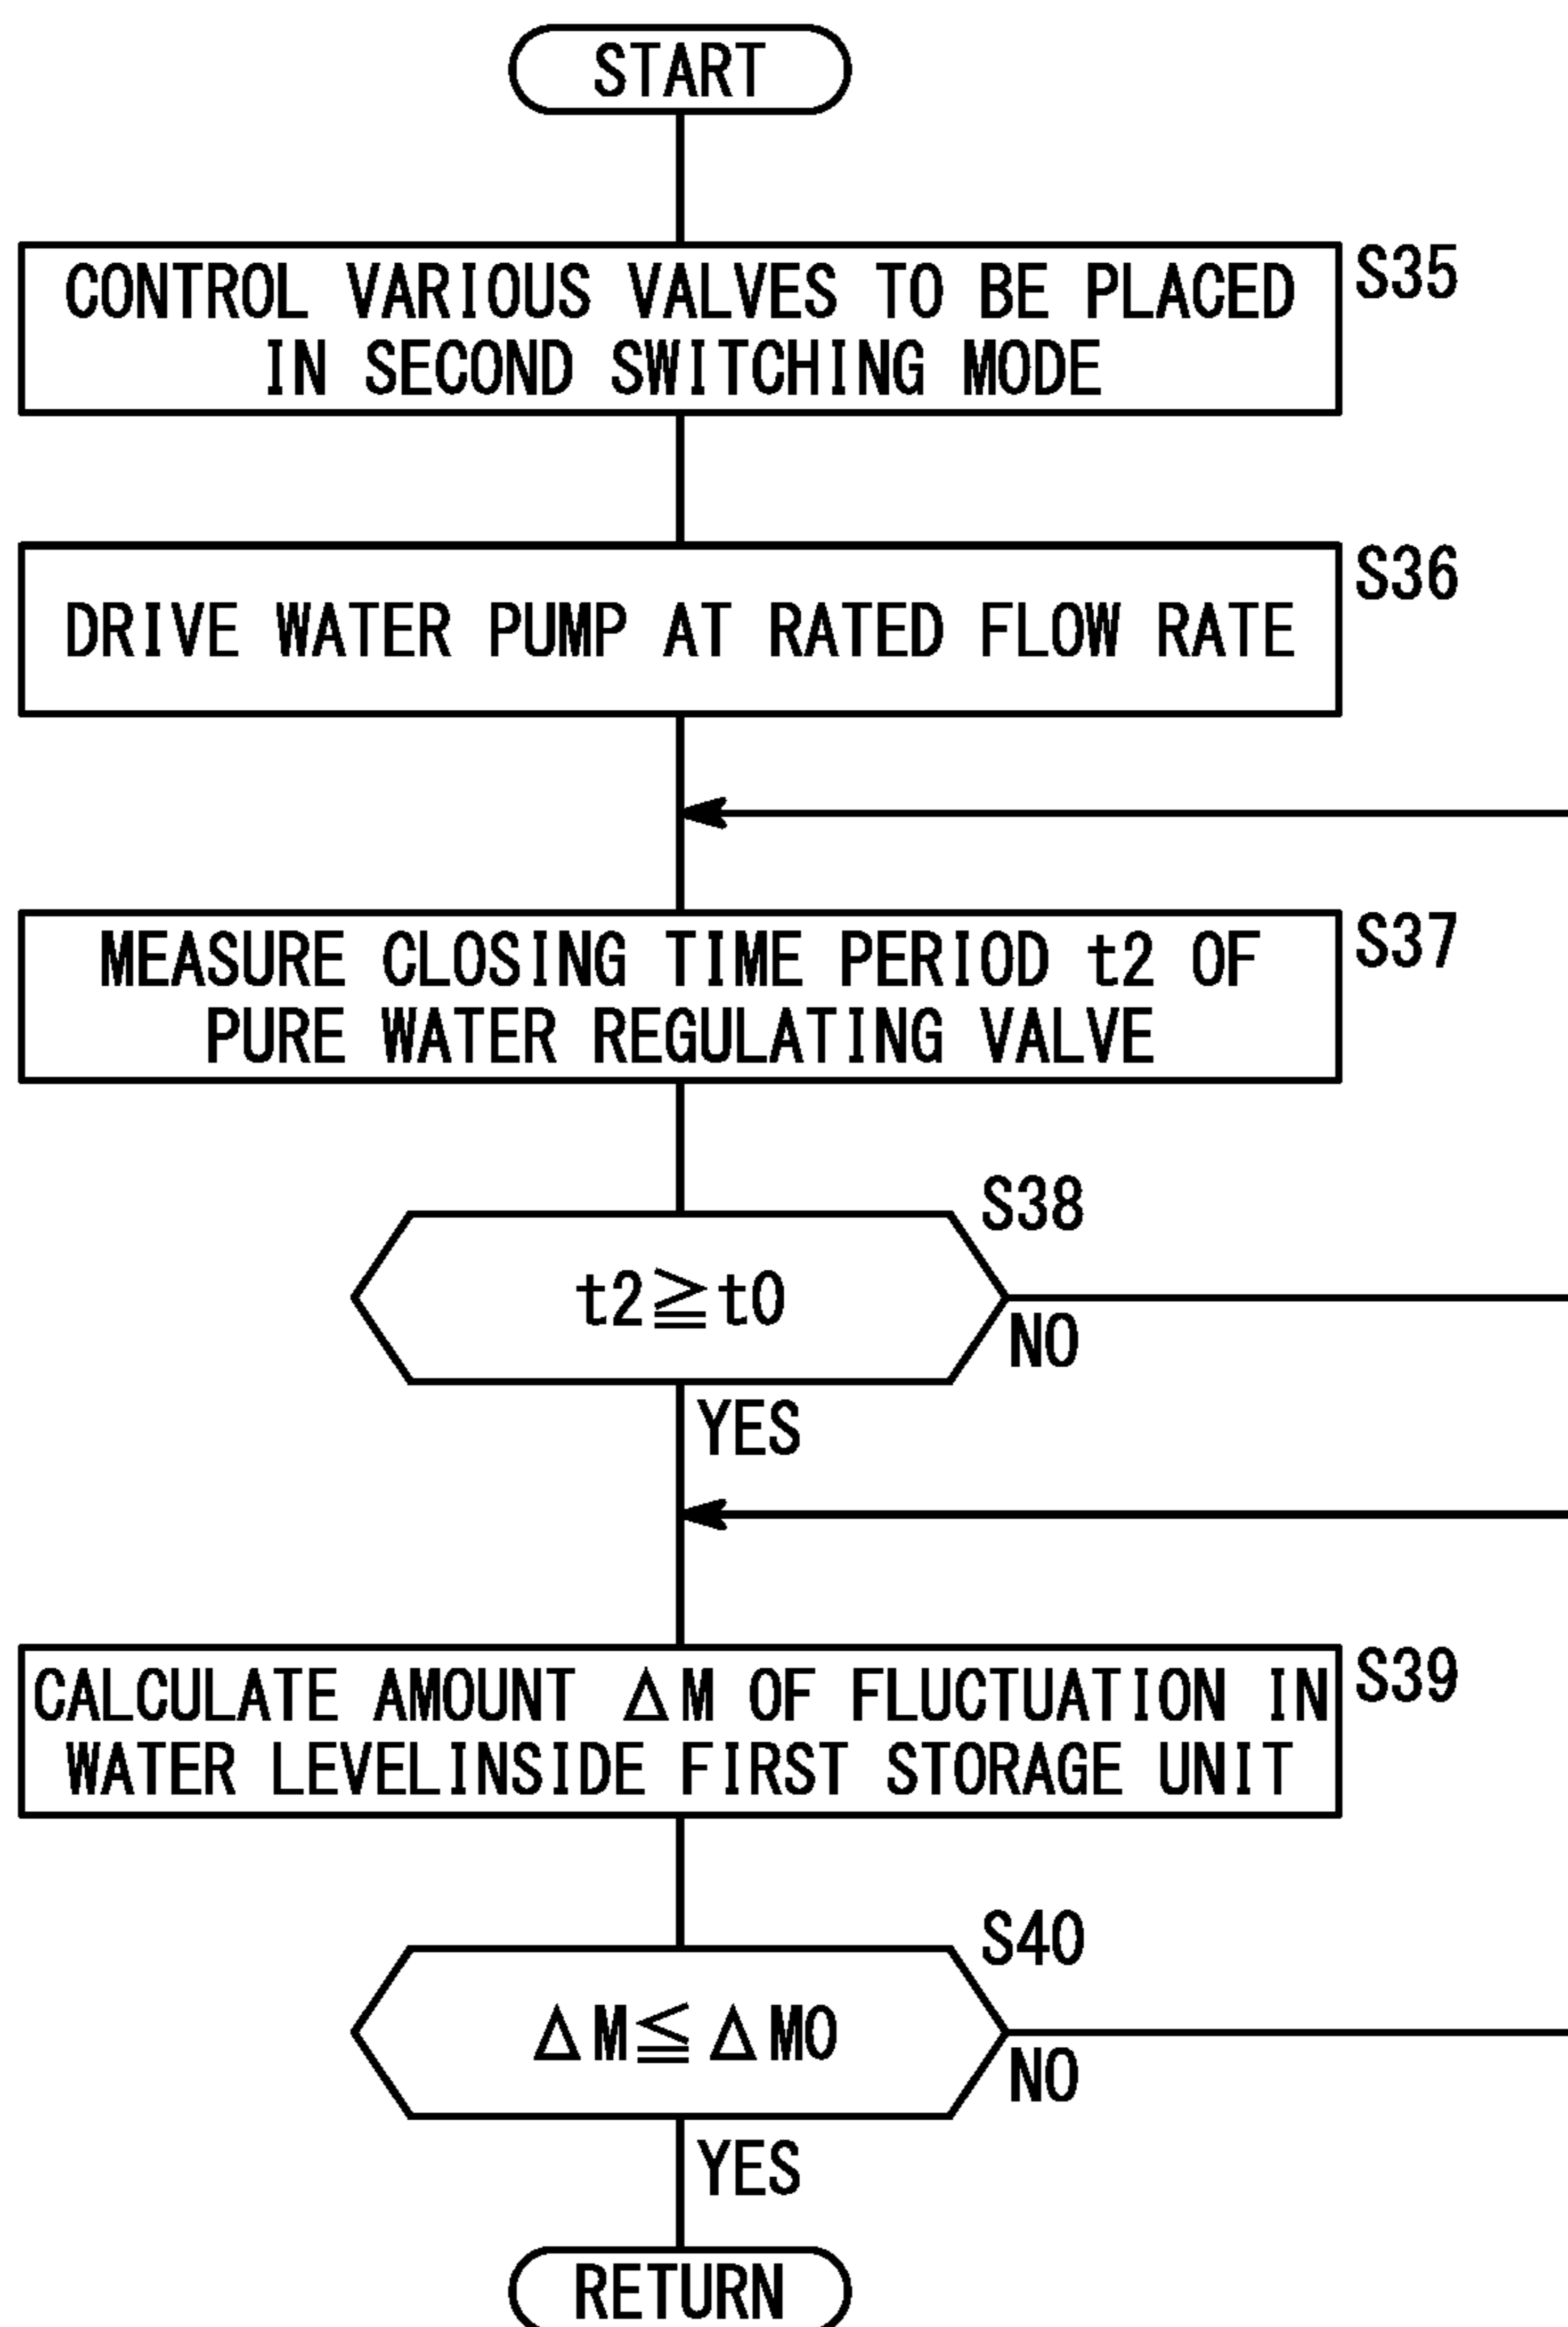 START
CONTROL VARIOUS VALVES TO BE PLACED
IN SECOND SWITCHING MODE
S35
DRIVE WATER PUMP AT RATED FLOW RATE
S36
MEASURE CLOSING TIME PERIOD t2 OF
PURE WATER REGULATING VALVE
S37
S38
t2≧t0
NO
YES
CALCULATE AMOUNT ΔM OF FLUCTUATION IN
WATER LEVELINSIDE FIRST STORAGE UNIT
S39
S40
ΔM≦ΔM0
NO
YES
RETURN